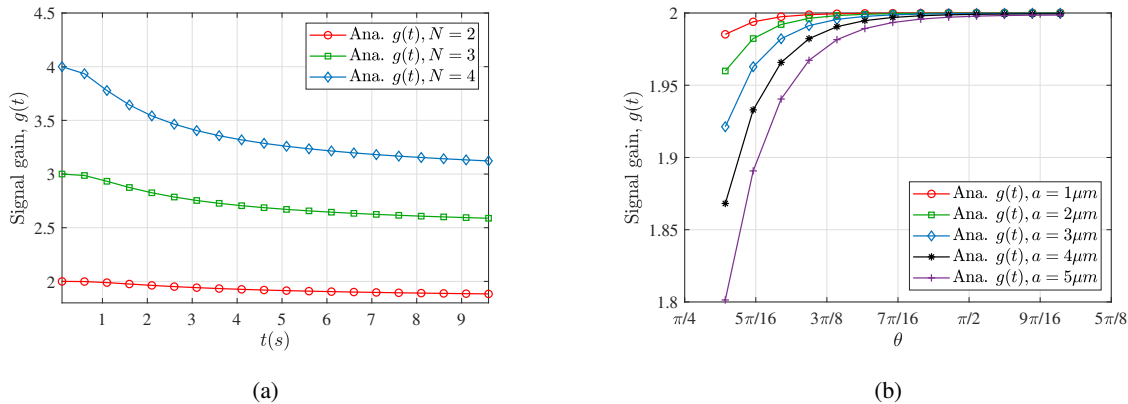 Signal gain, g(t)
4.5
4
3.5
3
2.5
2
Ana. g(t), N = 2
Ana. g(t), N = 3
Ana. g(t), N = 4
1 2 3 4 5 6 7 8 9
t(s)
(a)
Signal gain, g(t)
2
1.95
1.9
1.85
1.8
Ana. g(t), a = 1μm
Ana. g(t), a = 2μm
Ana. g(t), a = 3μm
Ana. g(t), a = 4μm
Ana. g(t), a = 5μm
π/4 5π/16 3π/8 7π/16 π/2 9π/16 5π/8
θ
(b)